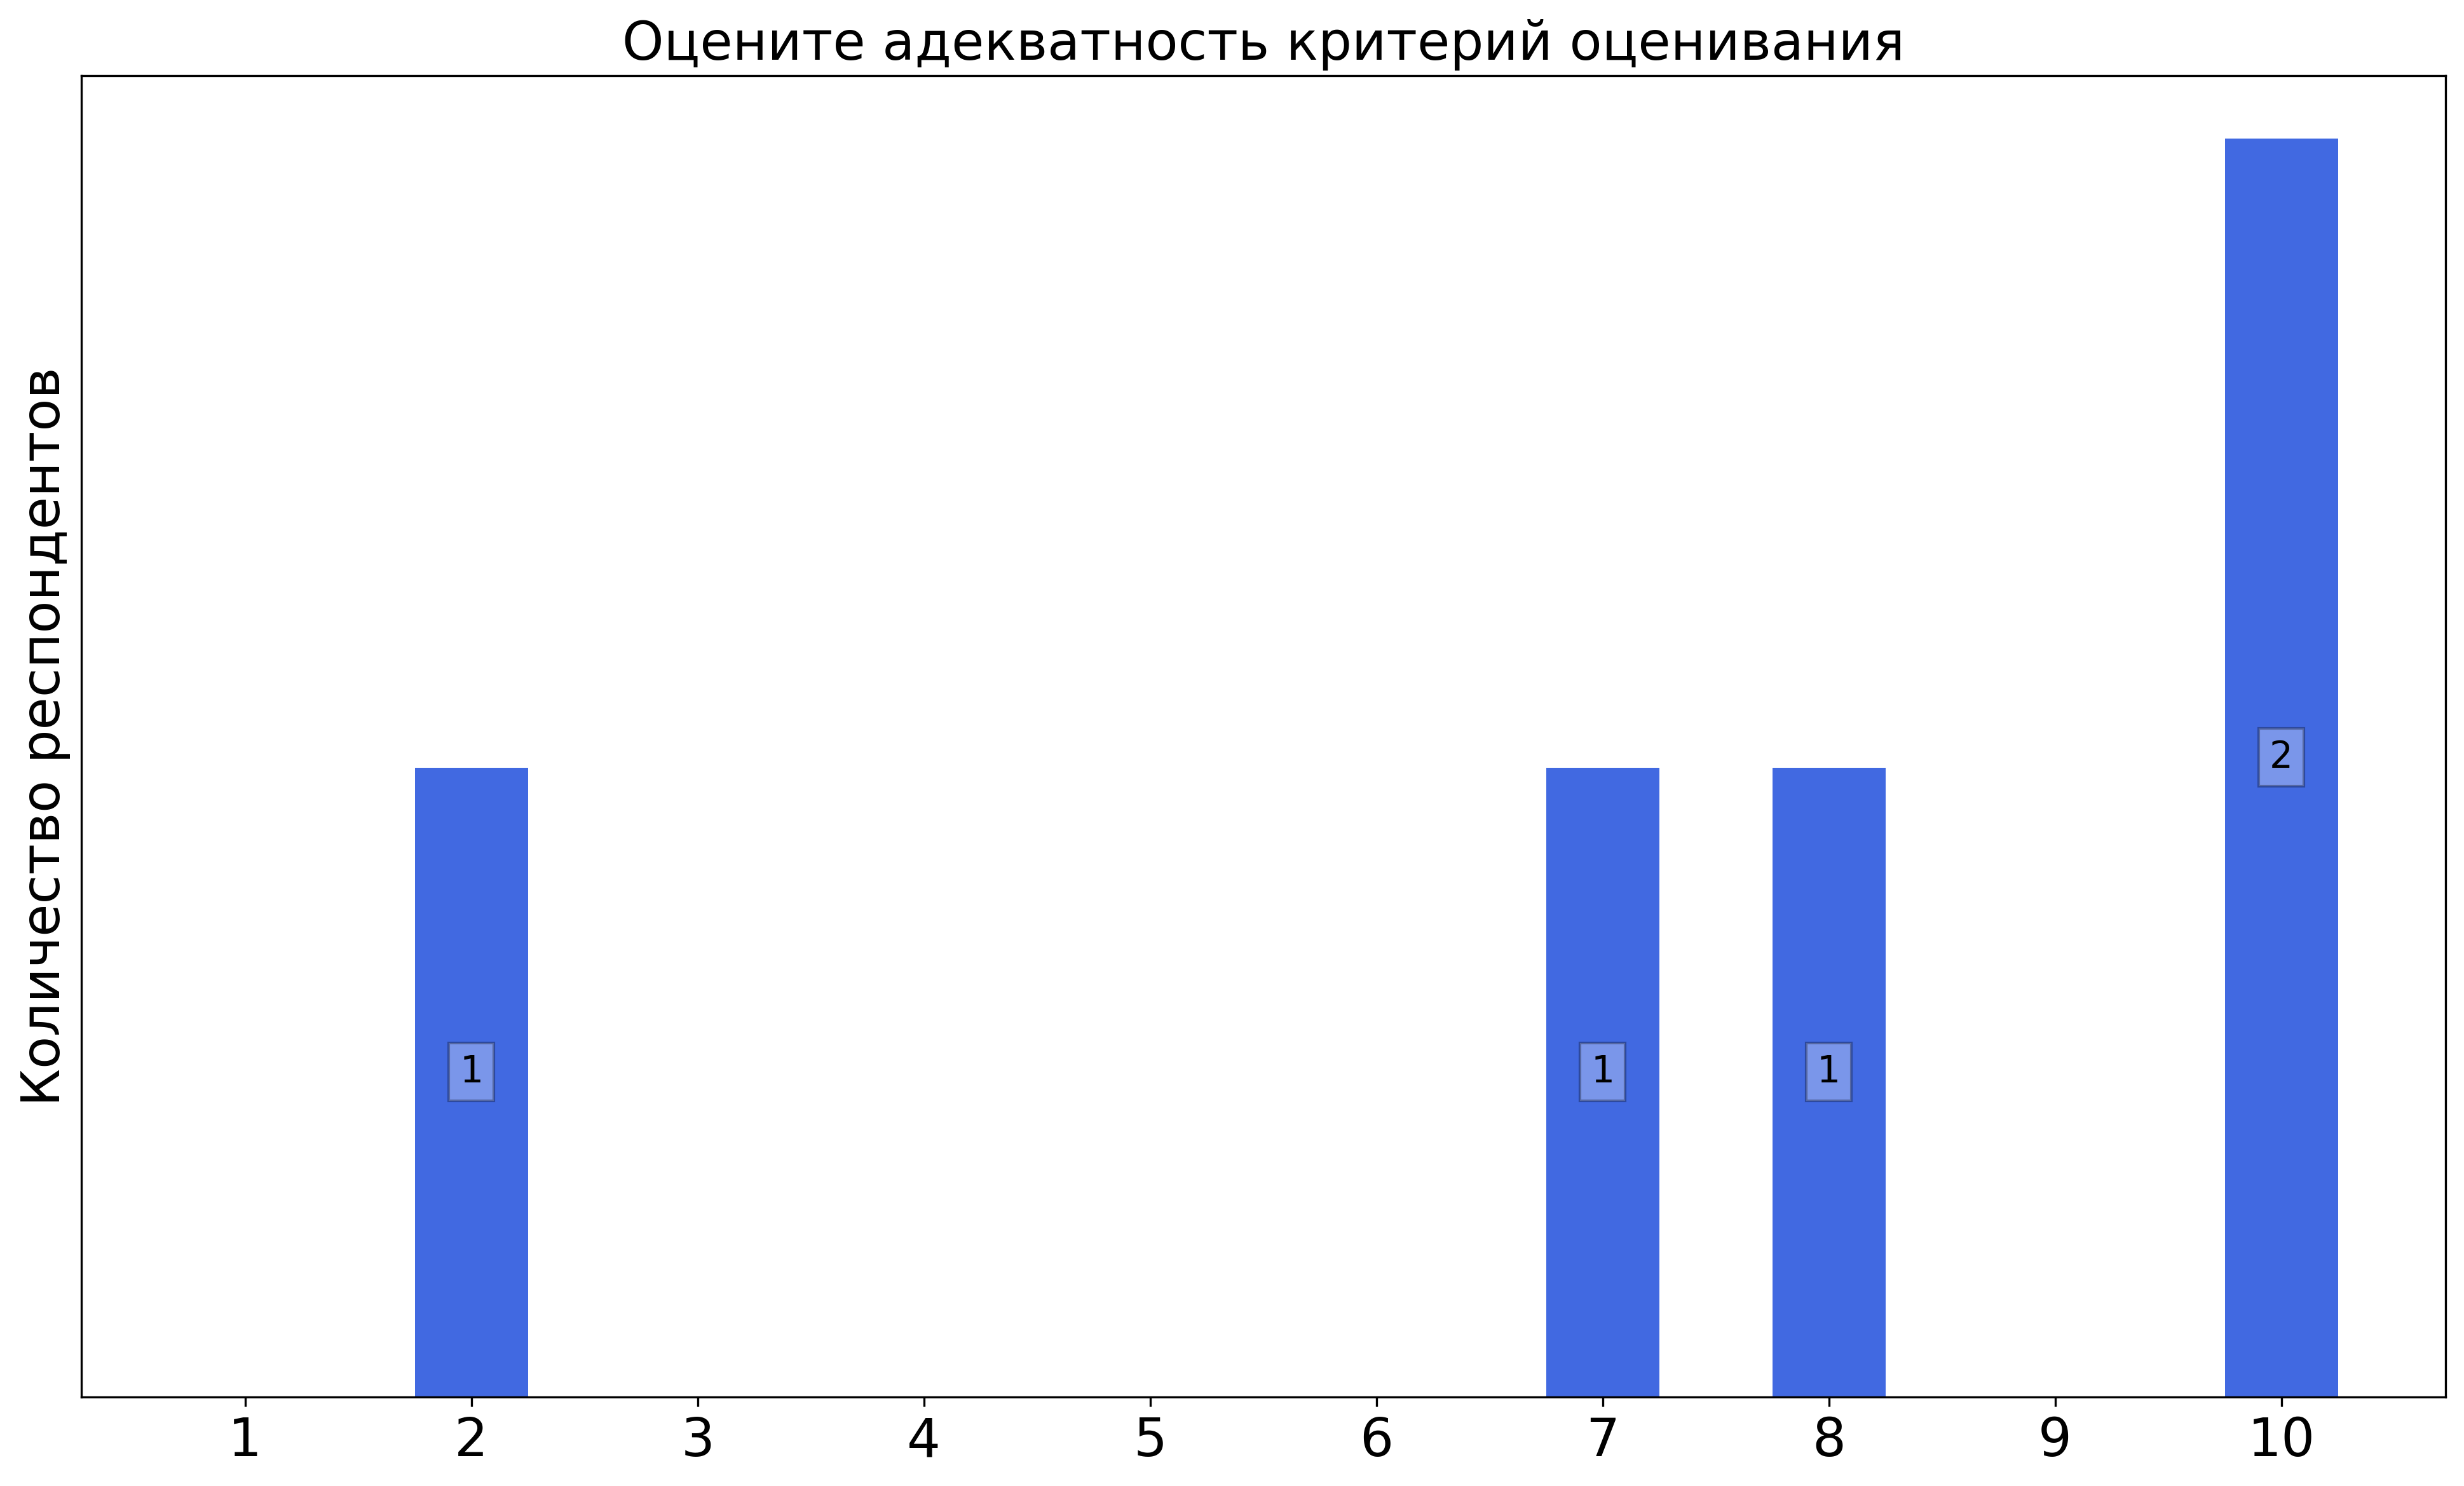 Оцените адекватность критерий оценивания
Количество респондентов
1
1
1
2
1 2 3 4 5 6 7 8 9 10